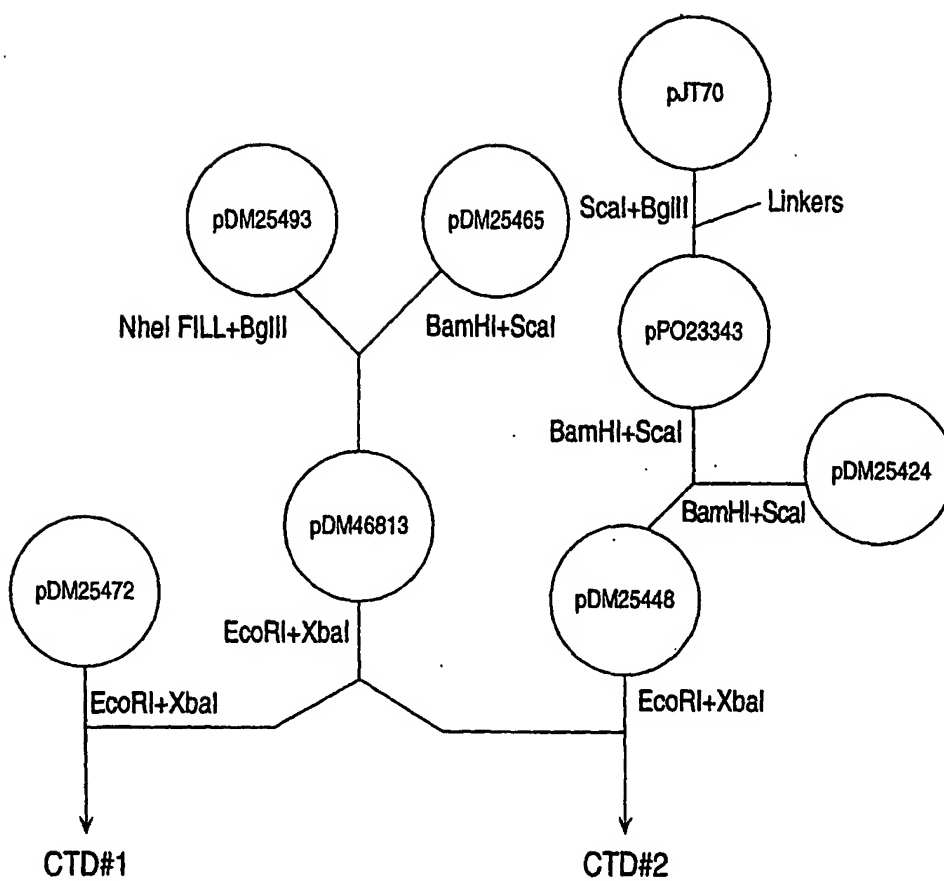 pJT70
pDM25493
pDM25465
ScaI+BglII
Linkers
NheI FILL+BglII
BamHI+ScaI
pPO23343
BamHI+ScaI
pDM25424
BamHI+ScaI
pDM46813
pDM25472
pDM25448
EcoRI+XbaI
EcoRI+XbaI
EcoRI+XbaI
CTD#1
CTD#2